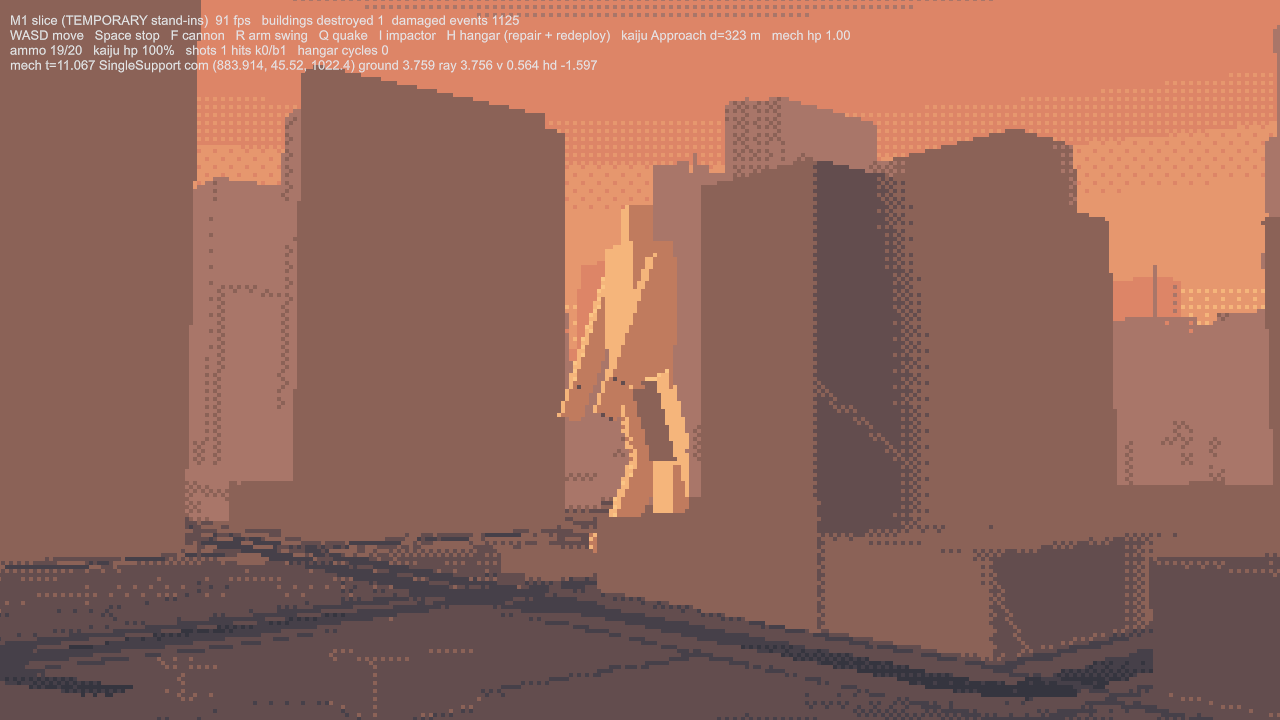 M1 slice (TEMPORARY stand-ins)  91 fps   buildings destroyed 1  damaged events 1125
WASD move   Space stop   F cannon   R arm swing   Q quake   I impactor   H hangar (repair + redeploy)   kaiju Approach d=323 m   mech hp 1.00
ammo 19/20   kaiju hp 100%   shots 1 hits k0/b1   hangar cycles 0
mech t=11.067 SingleSupport com (883.914, 45.52, 1022.4) ground 3.759 ray 3.756 v 0.564 hd -1.597